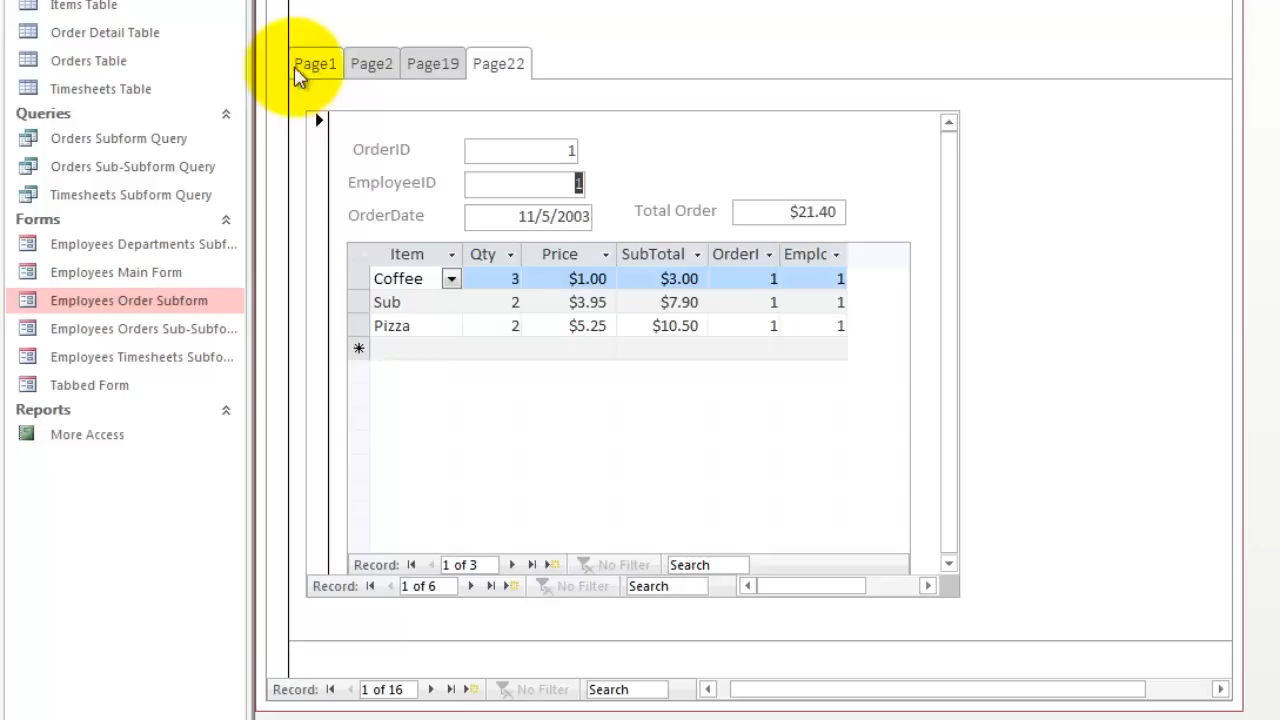 Items Table
Order Detail Table
Orders Table
Timesheets Table
Queries
Orders Subform Query
Orders Sub-Subform Query
Timesheets Subform Query
Forms
Employees Departments Subf...
Employees Main Form
Employees Order Subform
Employees Orders Sub-Subfo...
Employees Timesheets Subfo...
Tabbed Form
Reports
More Access
Page1 Page2 Page19 Page22
OrderID 1
EmployeeID 1
OrderDate 11/5/2003 Total Order $21.40
Item Qty Price SubTotal OrderI Emplc
Coffee 3 $1.00 $3.00 1 1
Sub 2 $3.95 $7.90 1 1
Pizza 2 $5.25 $10.50 1 1
Record: 1 of 3 No Filter Search
Record: 1 of 6 No Filter Search
Record: 1 of 16 No Filter Search